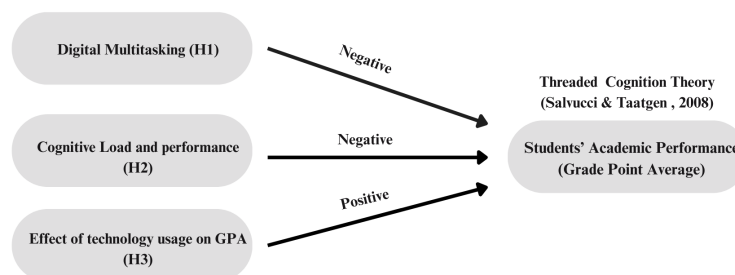 Digital Multitasking (H1)
Negative
Threaded Cognition Theory
(Salvucci & Taatgen , 2008)
Cognitive Load and performance
(H2)
Negative
Students' Academic Performance
(Grade Point Average)
Positive
Effect of technology usage on GPA
(H3)